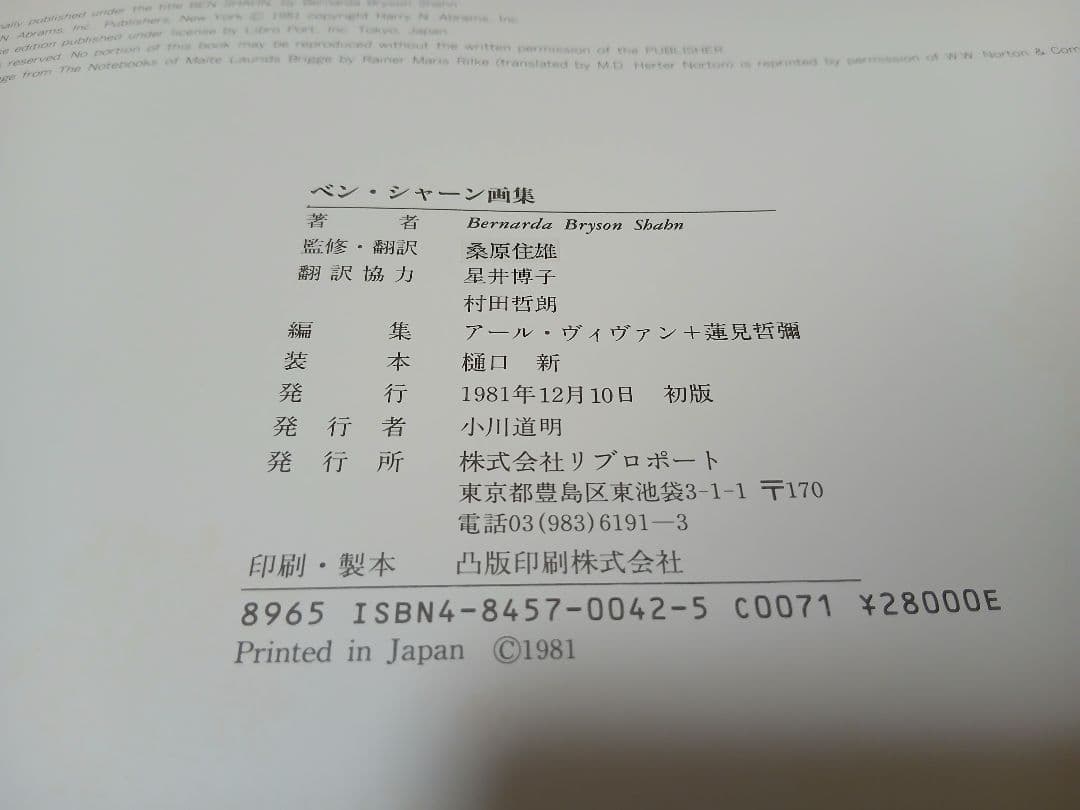 nally published under the title BEN SHAHN, by Bernarda Bryson Shahn
N. Abrams, Inc. Publishers, New York © 1981 copyright Harry N. Abrams, Inc.
se edition published under license by Libro Port, Inc. Tokyo, Japan
s reserved. No portion of this book may be reproduced without the written permission of the PUBLISHER.
ge from The Notebooks of Malte Laurids Brigge by Rainer Maria Rilke (translated by M.D. Herter Norton) is reprinted by permission of W.W. Norton & Com
ベン・シャーン画集
著者 Bernarda Bryson Shahn
監修・翻訳 桑原住雄
翻訳協力 星井博子
村田哲朗
編集 アール・ヴィヴァン+蓮見哲彌
装本 樋口 新
発行 1981年12月10日 初版
発行者 小川道明
発行所 株式会社リブロポート
東京都豊島区東池袋3-1-1 〒170
電話03(983)6191―3
印刷・製本 凸版印刷株式会社
8965 ISBN4-8457-0042-5 C0071 ¥28000E
Printed in Japan ©1981